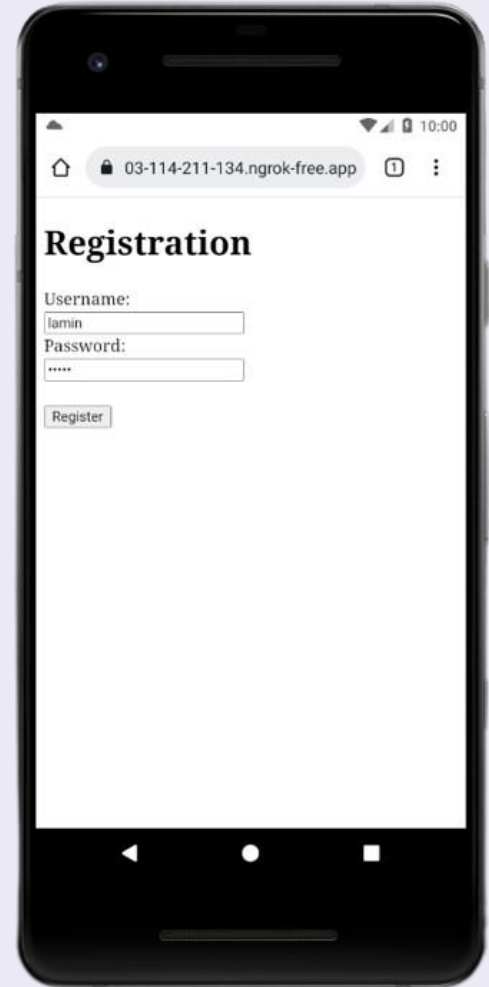 10:00
03-114-211-134.ngrok-free.app 1
Registration
Username:
lamin
Password:
•••••
Register